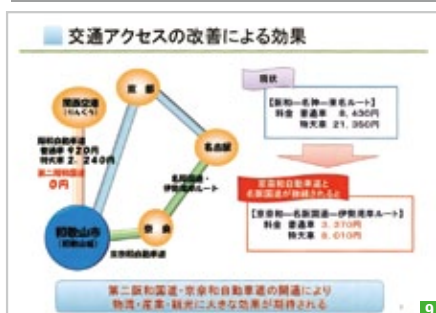 交通アクセスの改善による効果
京都
関西空港
(りんくう)
現状
【阪和―名神―東名ルート】
料金 普通車 8,430円
特大車 21,350円
阪和自動車道
普通車 920円
特大車 2,240円
第二阪和国道
0円
名古屋
名阪国道・
伊勢湾岸ルート
京奈和自動車道と
名阪国道が接続されると
和歌山市
(和歌山城)
奈良
京奈和自動車道
【京奈和―名阪国道―伊勢湾岸ルート】
料金 普通車 3,370円
特大車 8,010円
第二阪和国道・京奈和自動車道の開通により
物流・産業・観光に大きな効果が期待される
9